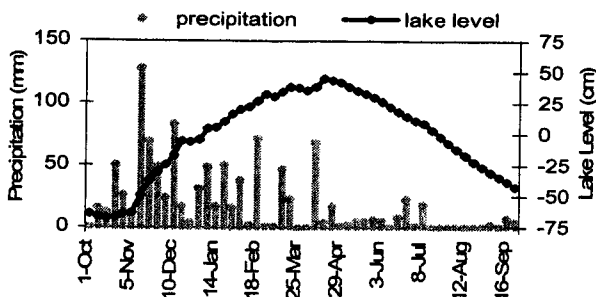 precipitation lake level
150 75
50
100 25
0
50 -25
-50
0 -75
Precipitation (mm)
Lake Level (cm)
1-Oct 5-Nov 10-Dec 14-Jan 18-Feb 25-Mar 29-Apr 3-Jun 8-Jul 12-Aug 16-Sep